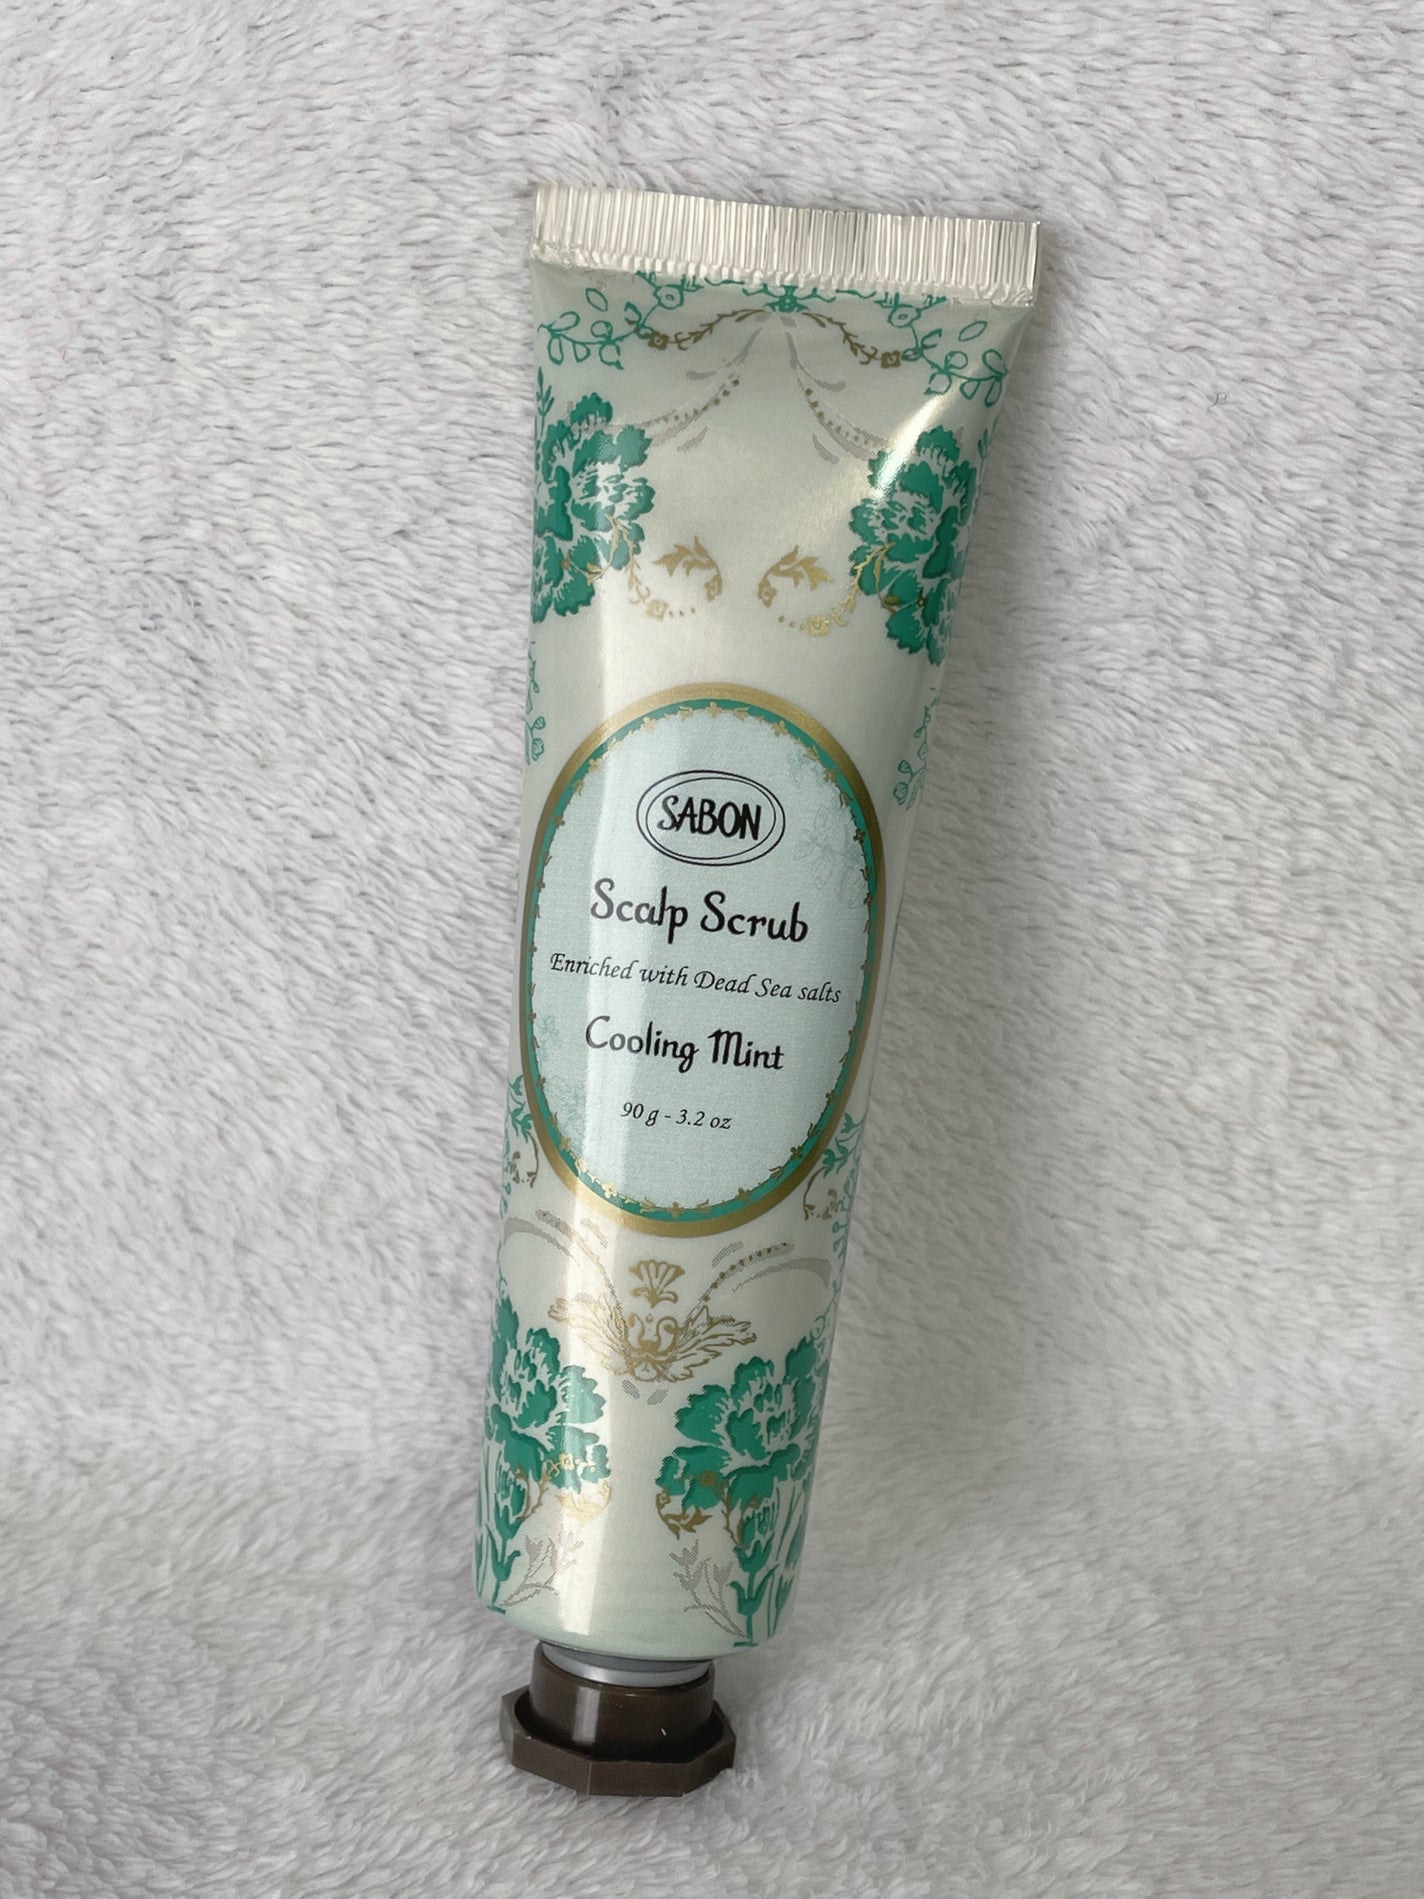 SABON
Scalp Scrub
Enriched with Dead Sea salts
Cooling Mint
90 g - 3.2 oz